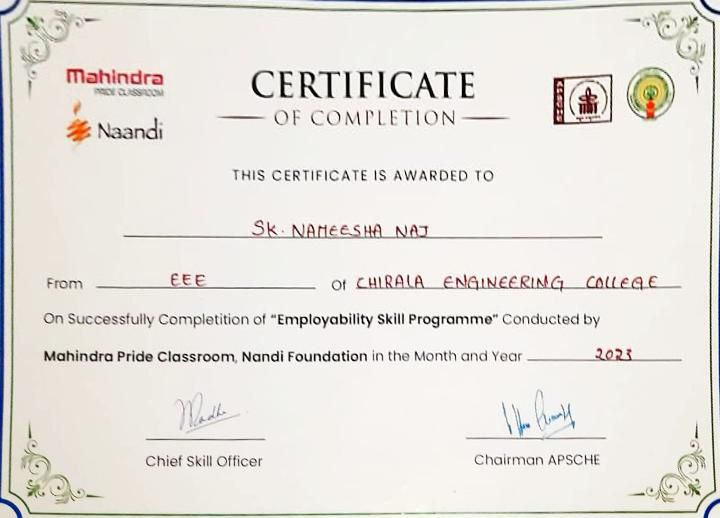 Mahindra
PRIDE CLASSROOM
Naandi
CERTIFICATE
OF COMPLETION
APSCHE
THIS CERTIFICATE IS AWARDED TO
SK. NAMEESHA NAJ
From EEE Of CHIRALA ENGINEERING COLLEGE
On Successfully Completition of “Employability Skill Programme” Conducted by
Mahindra Pride Classroom, Nandi Foundation in the Month and Year 2023
Chief Skill Officer
Chairman APSCHE